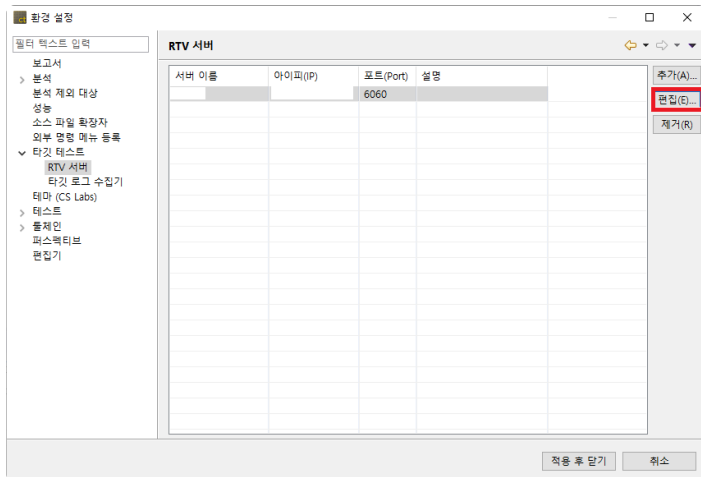 환경 설정
필터 텍스트 입력
보고서
분석
분석 제외 대상
성능
소스 파일 확장자
외부 명령 메뉴 등록
타깃 테스트
RTV 서버
타깃 로그 수집기
테마 (CS Labs)
테스트
툴체인
퍼스펙티브
편집기
RTV 서버
서버 이름 아이피(IP) 포트(Port) 설명
6060
추가(A)...
편집(E)...
제거(R)
적용 후 닫기 취소